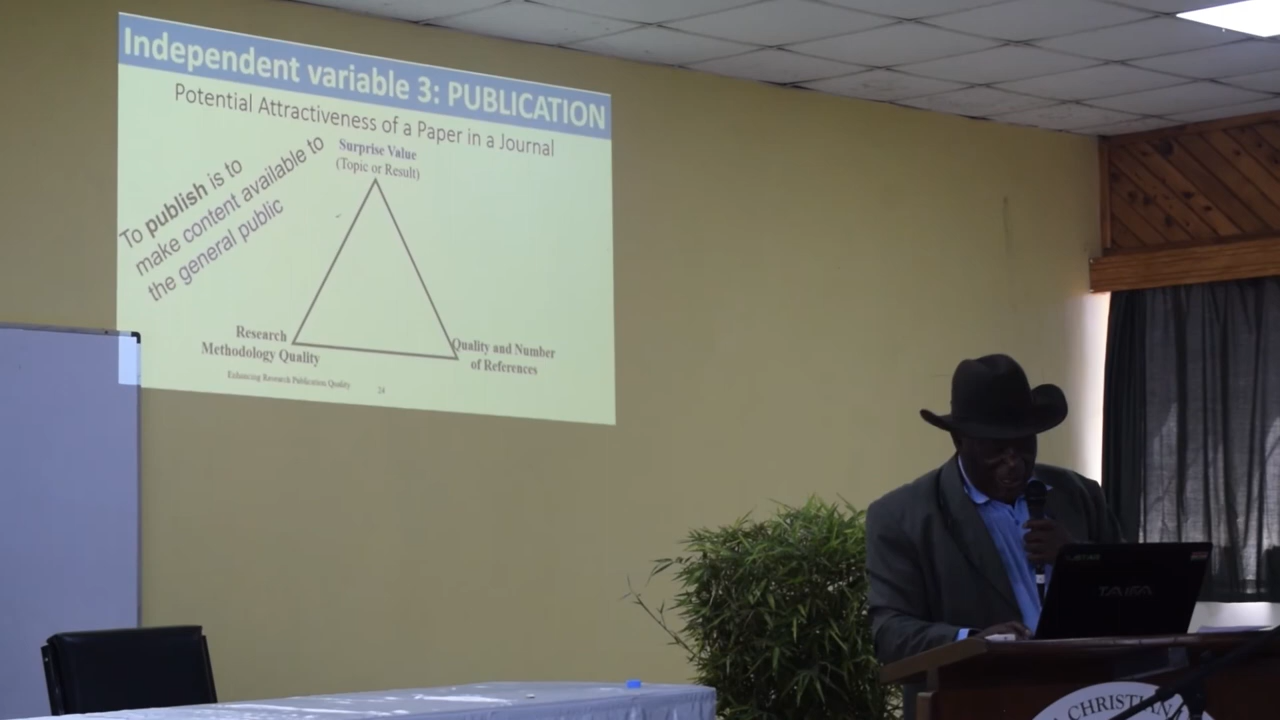 Independent variable 3: PUBLICATION
Potential Attractiveness of a Paper in a Journal
Surprise Value
(Topic or Result)
To publish is to
make content available to
the general public
Research
Methodology Quality
Quality and Number
of References
Enhancing Research Publication Quality
24
CHRISTIAN